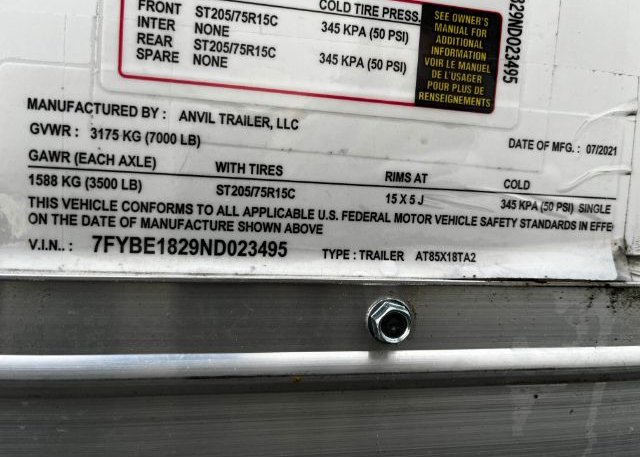 FRONT ST205/75R15C
INTER NONE
REAR ST205/75R15C
SPARE NONE
COLD TIRE PRESS.
345 KPA (50 PSI)
345 KPA (50 PSI)
SEE OWNER'S
MANUAL FOR
ADDITIONAL
INFORMATION
VOIR LE MANUEL
DE L'USAGER
POUR PLUS DE
RENSEIGNEMENTS
829ND023495
MANUFACTURED BY : ANVIL TRAILER, LLC
GVWR : 3175 KG (7000 LB)
DATE OF MFG. : 07/2021
GAWR (EACH AXLE) WITH TIRES RIMS AT COLD
1588 KG (3500 LB) ST205/75R15C 15 X 5 J 345 KPA (50 PSI) SINGLE
THIS VEHICLE CONFORMS TO ALL APPLICABLE U.S. FEDERAL MOTOR VEHICLE SAFETY STANDARDS IN EFFE
ON THE DATE OF MANUFACTURE SHOWN ABOVE
V.I.N.. : 7FYBE1829ND023495 TYPE : TRAILER AT85X18TA2